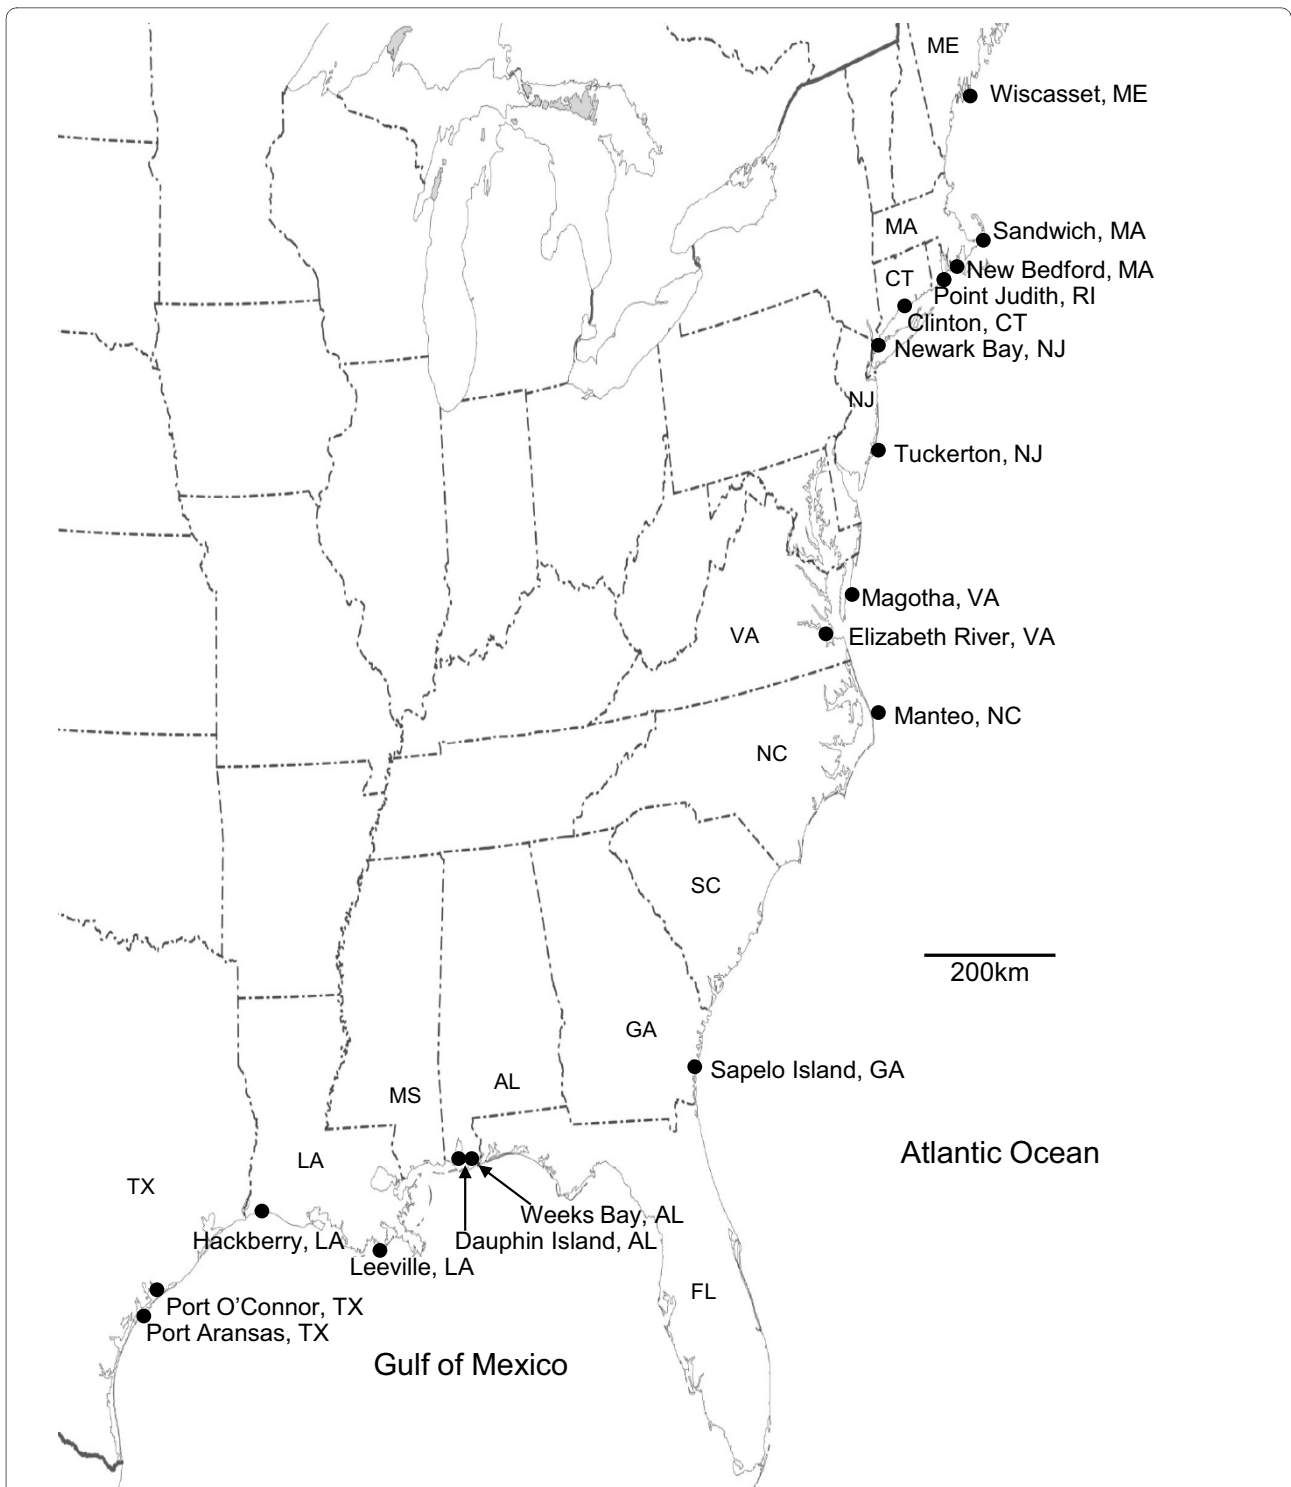 ME
Wiscasset, ME
MA
Sandwich, MA
New Bedford, MA
CT
Point Judith, RI
Clinton, CT
Newark Bay, NJ
NJ
Tuckerton, NJ
Magotha, VA
VA
Elizabeth River, VA
Manteo, NC
NC
SC
200km
GA
Sapelo Island, GA
AL
MS
Atlantic Ocean
LA
TX
Weeks Bay, AL
Hackberry, LA
Dauphin Island, AL
Leeville, LA
FL
Port O'Connor, TX
Port Aransas, TX
Gulf of Mexico